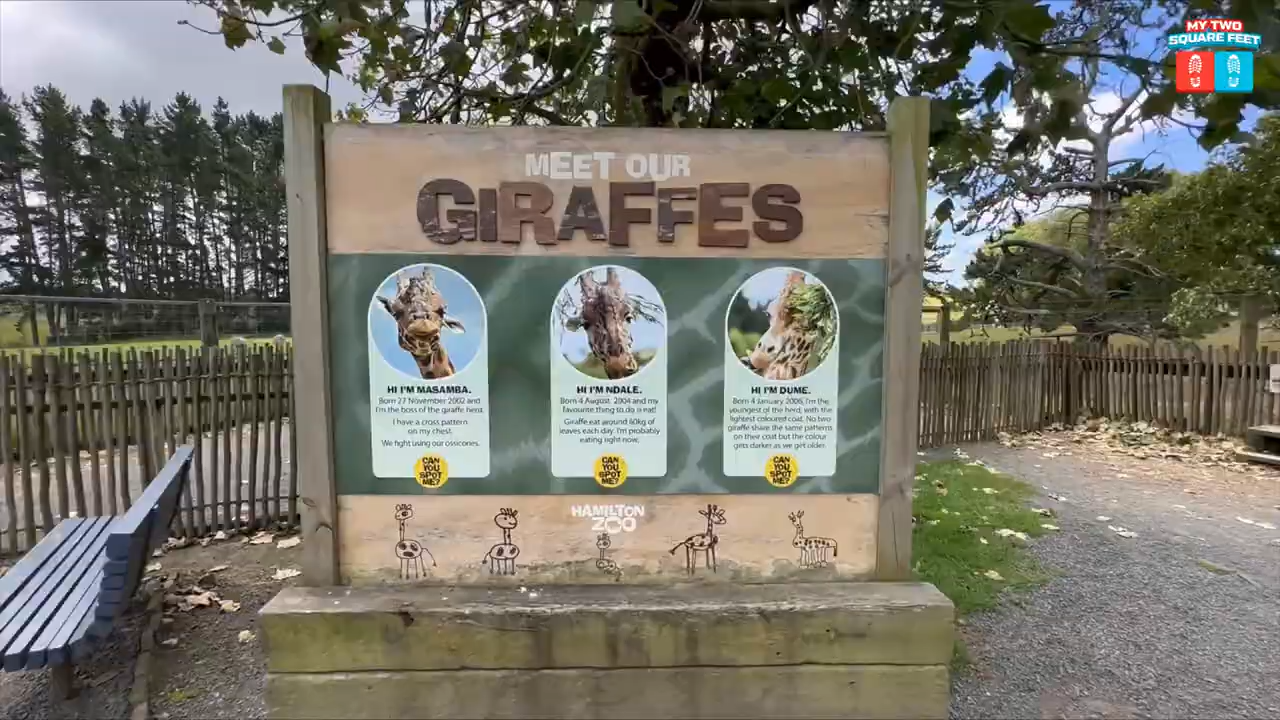 MY TWO
SQUARE FEET
MEET OUR
GIRAFFES
HI I'M MASAMBA.
Born 27 November 2002 and
I'm the boss of the giraffe herd.
I have a cross pattern
on my chest.
We fight using our ossicones.
CAN
YOU
SPOT
ME?
HI I'M NDALE.
Born 4 August 2004 and my
favourite thing to do is eat!
Giraffe eat around 60kg of
leaves each day. I'm probably
eating right now.
CAN
YOU
SPOT
ME?
HI I'M DUME.
Born 4 January 2006, I'm the
youngest of the herd, with the
lightest coloured coat. No two
giraffe share the same patterns
on their coat but the colour
gets darker as we get older.
CAN
YOU
SPOT
ME?
HAMILTON
ZOO